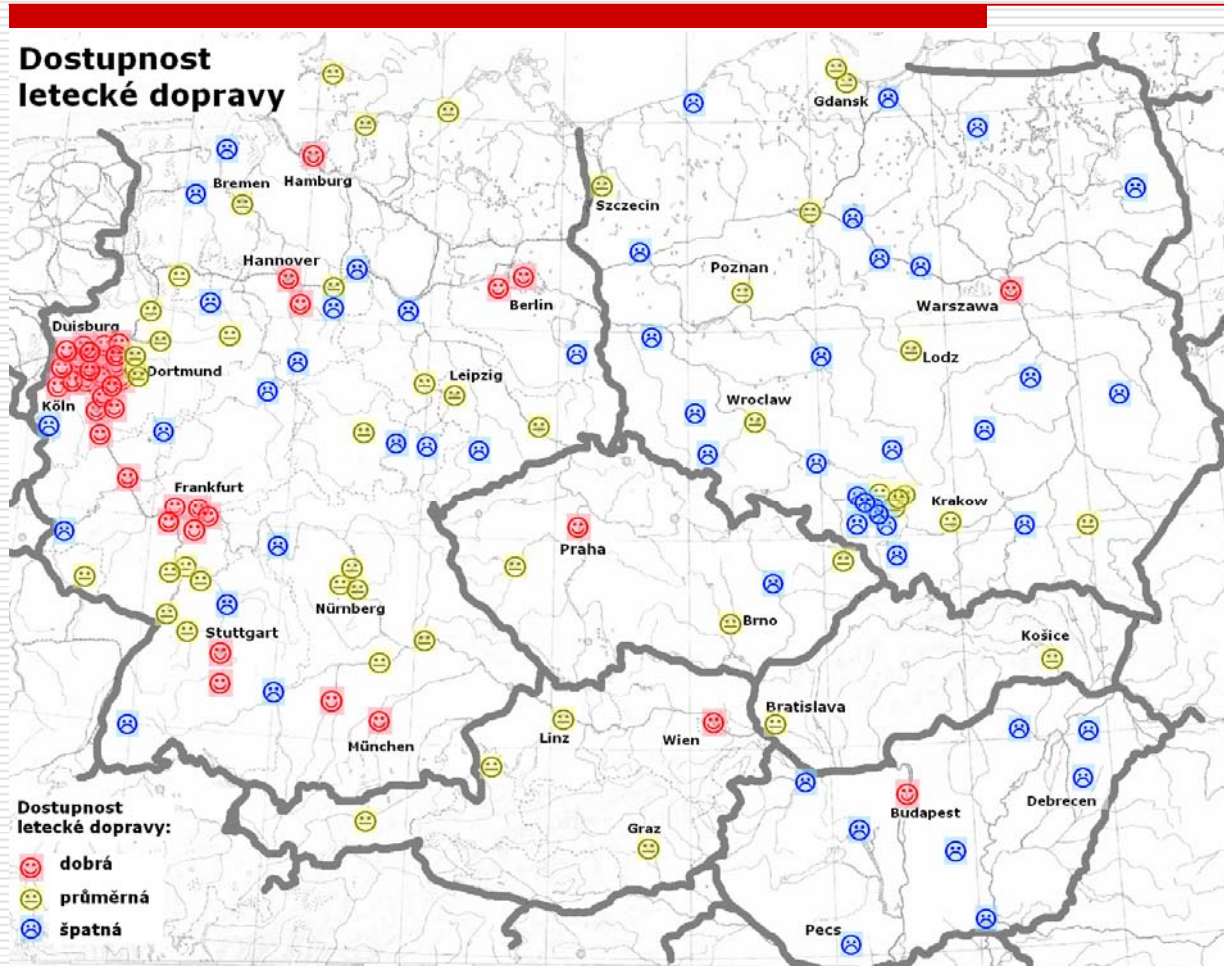 Dostupnost
letecké dopravy
Gdansk
Bremen
Hamburg
Szczecin
Hannover
Poznan
Berlin
Warszawa
Duisburg
Dortmund
Lodz
Leipzig
Köln
Wroclaw
Frankfurt
Krakow
Praha
Nürnberg
Brno
Stuttgart
Košice
Bratislava
Linz
Wien
München
Debrecen
Budapest
Graz
Pecs
Dostupnost
letecké dopravy:
dobrá
průměrná
špatná